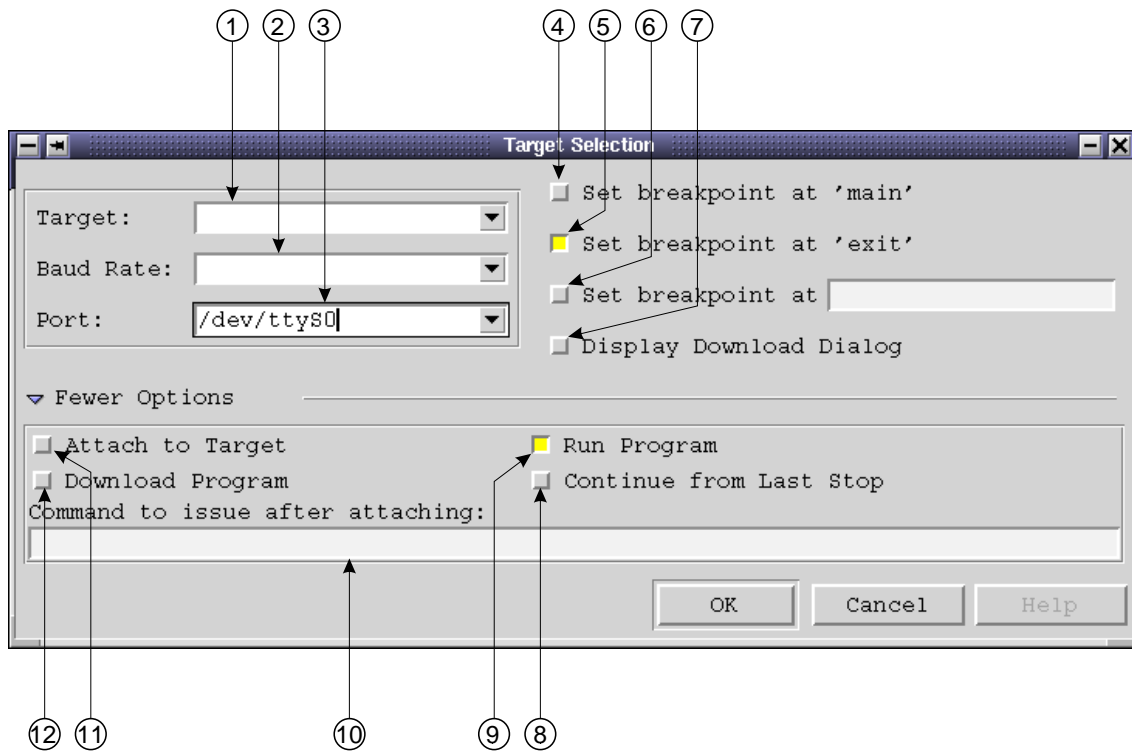 1 2 3 4 5 6 7
Target Selection
Target:
Baud Rate:
Port: /dev/ttyS0
Set breakpoint at 'main'
Set breakpoint at 'exit'
Set breakpoint at
Display Download Dialog
Fewer Options
Attach to Target Run Program
Download Program Continue from Last Stop
Command to issue after attaching:
OK Cancel Help
12 11 10 9 8